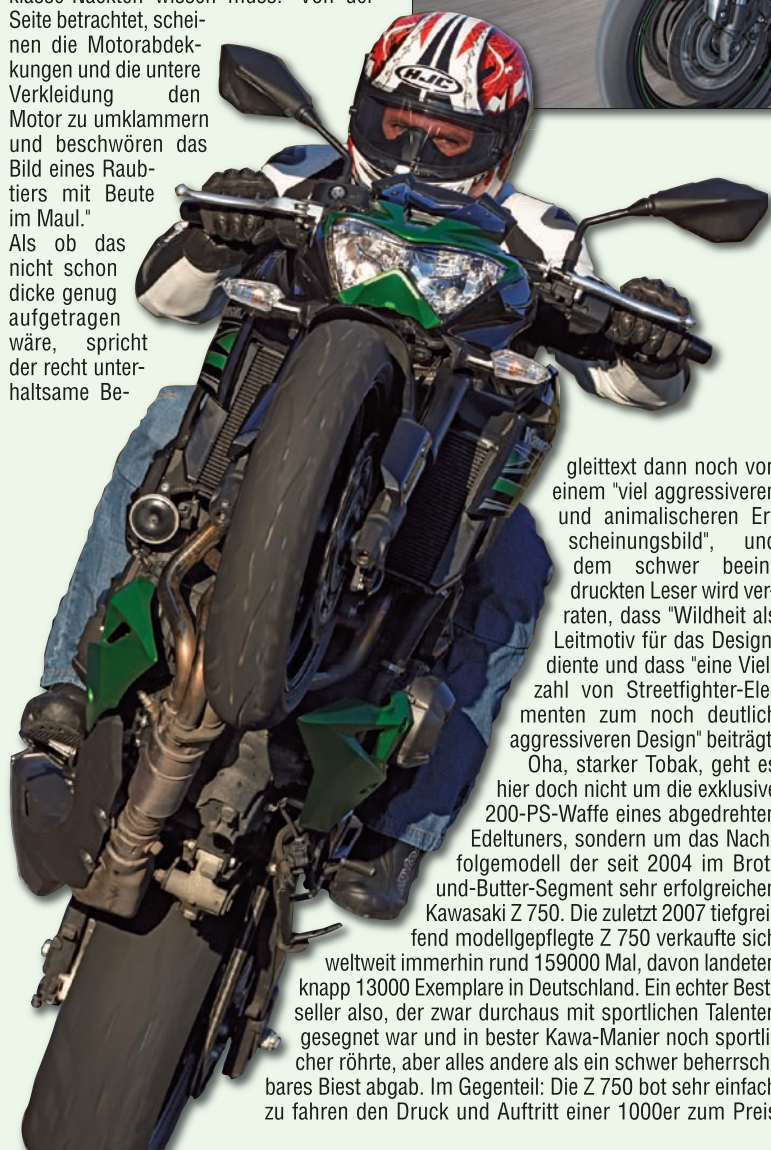 klasse-Nackten wissen muss: "Von der
Seite betrachtet, schei-
nen die Motorabdek-
kungen und die untere
Verkleidung den
Motor zu umklammern
und beschwören das
Bild eines Raub-
tiers mit Beute
im Maul."
Als ob das
nicht schon
dicke genug
aufgetragen
wäre, spricht
der recht unter-
haltsame Be-
HJC
gleittext dann noch von
einem "viel aggressiveren
und animalischeren Er-
scheinungsbild", und
dem schwer beein-
druckten Leser wird ver-
raten, dass "Wildheit als
Leitmotiv für das Design"
diente und dass "eine Viel-
zahl von Streetfighter-Ele-
menten zum noch deutlich
aggressiveren Design" beiträgt.
Oha, starker Tobak, geht es
hier doch nicht um die exklusive
200-PS-Waffe eines abgedrehten
Edeltuners, sondern um das Nach-
folgemodell der seit 2004 im Brot-
und-Butter-Segment sehr erfolgreichen
Kawasaki Z 750. Die zuletzt 2007 tiefgrei-
fend modellgepflegte Z 750 verkaufte sich
weltweit immerhin rund 159000 Mal, davon landeten
knapp 13000 Exemplare in Deutschland. Ein echter Best-
seller also, der zwar durchaus mit sportlichen Talenten
gesegnet war und in bester Kawa-Manier noch sportli-
cher röhrte, aber alles andere als ein schwer beherrsch-
bares Biest abgab. Im Gegenteil: Die Z 750 bot sehr einfach
zu fahren den Druck und Auftritt einer 1000er zum Preis